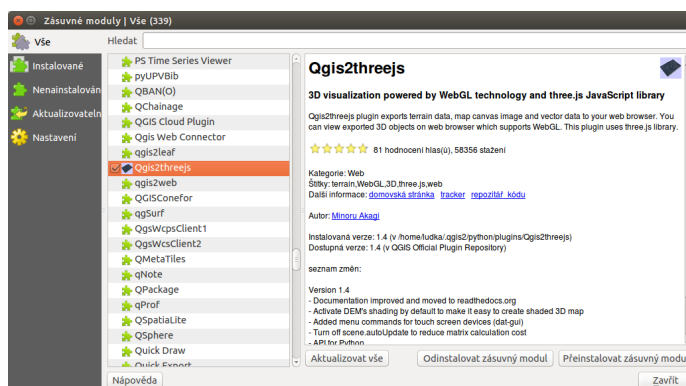 Zásuvné moduly | Vše (339)
Vše
Instalované
Nenainstalován
Aktualizovateln
Nastavení
Hledat
PS Time Series Viewer
pyUPVBib
QBAN(O)
QChainage
QGIS Cloud Plugin
Qgis Web Connector
qgis2leaf
Qgis2threejs
qgis2web
QGISConefor
qgSurf
QgsWcpsClient1
QgsWcsClient2
QMetaTiles
qNote
QPackage
qProf
QSpatiaLite
QSphere
Quick Draw
Quick Export
Qgis2threejs
3D visualization powered by WebGL technology and three.js JavaScript library
Qgis2threejs plugin exports terrain data, map canvas image and vector data to your web browser. You
can view exported 3D objects on web browser which supports WebGL. This plugin uses three.js library.
81 hodnocení hlas(ů), 58356 stažení
Kategorie: Web
Štítky: terrain,WebGL,3D,three.js,web
Další informace: domovská stránka tracker repozitář kódu
Autor: Minoru Akagi
Instalovaná verze: 1.4 (v /home/ludka/.qgis2/python/plugins/Qgis2threejs)
Dostupná verze: 1.4 (v QGIS Official Plugin Repository)
seznam změn:
Version 1.4
- Documentation improved and moved to readthedocs.org
- Activate DEM's shading by default to make it easy to create shaded 3D map
- Added menu commands for touch screen devices (dat-gui)
- Turn off scene.autoUpdate to reduce matrix calculation cost
- API for Python
Aktualizovat vše
Odinstalovat zásuvný modul
Přeinstalovat zásuvný modu
Nápověda
Zavřít